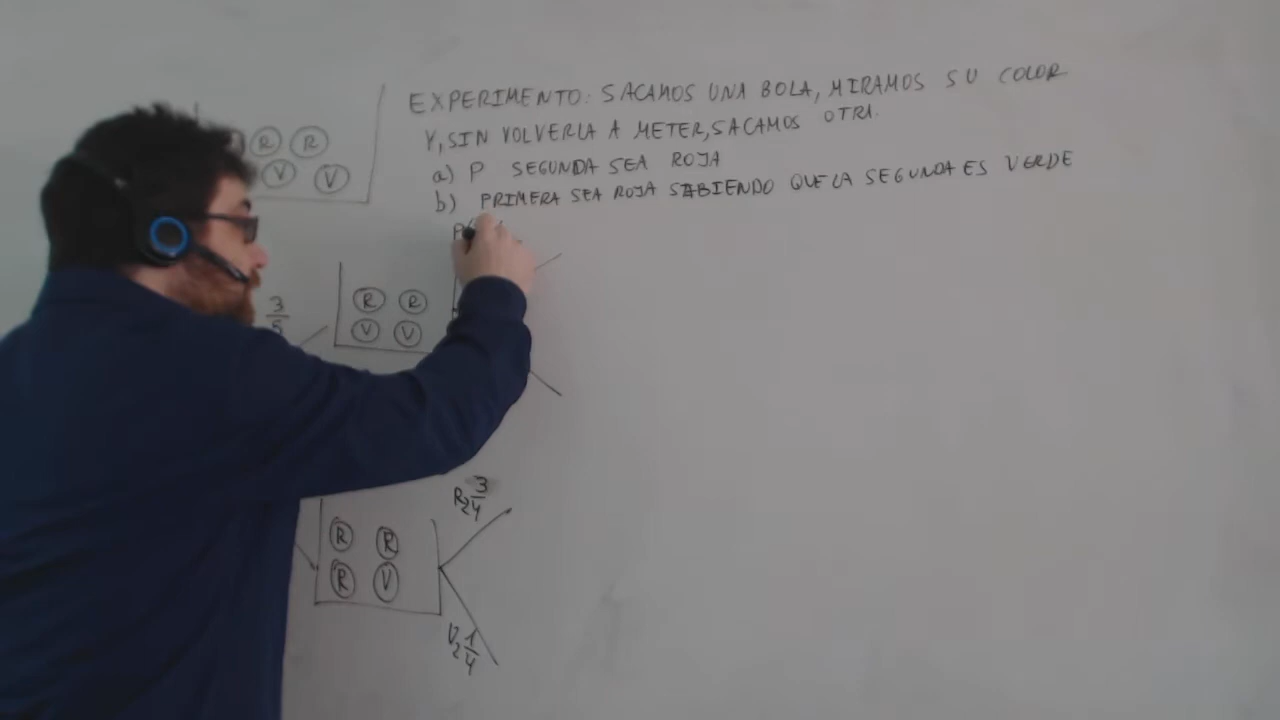 EXPERIMENTO: SACAMOS UNA BOLA, MIRAMOS SU COLOR
Y, SIN VOLVERLA A METER, SACAMOS OTRA.
a) P SEGUNDA SEA ROJA
b) PRIMERA SEA ROJA SABIENDO QUE LA SEGUNDA ES VERDE
R R
V V
P(
3/5
R R
V V
R₂ 3/4
R R
R V
V₂ 1/4